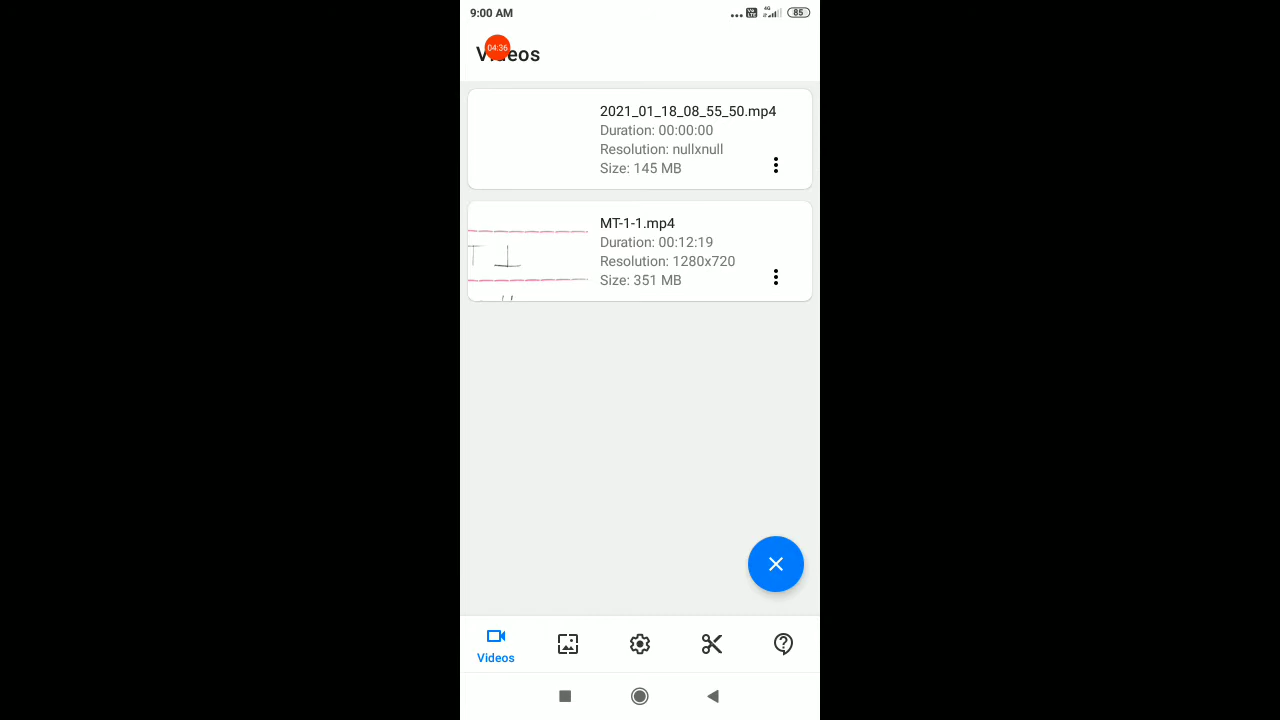 9:00 AM
4G
85
04:36
Videos
2021_01_18_08_55_50.mp4
Duration: 00:00:00
Resolution: nullxnull
Size: 145 MB
MT-1-1.mp4
Duration: 00:12:19
Resolution: 1280x720
Size: 351 MB
Videos